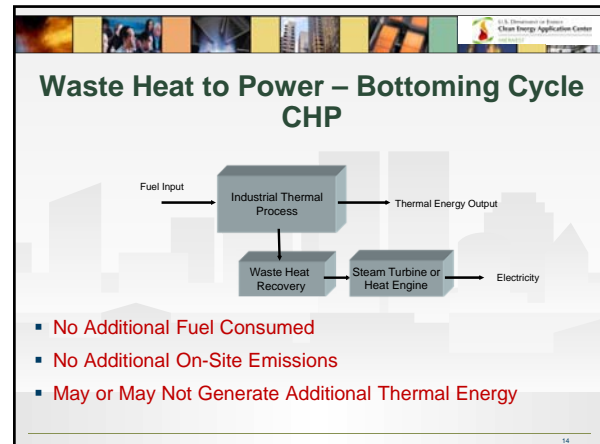 U.S. Department of Energy
Clean Energy Application Center
MIDWEST
Waste Heat to Power – Bottoming Cycle
CHP
Fuel Input
Industrial Thermal
Process
Thermal Energy Output
Waste Heat
Recovery
Steam Turbine or
Heat Engine
Electricity
▪ No Additional Fuel Consumed
▪ No Additional On-Site Emissions
▪ May or May Not Generate Additional Thermal Energy
14